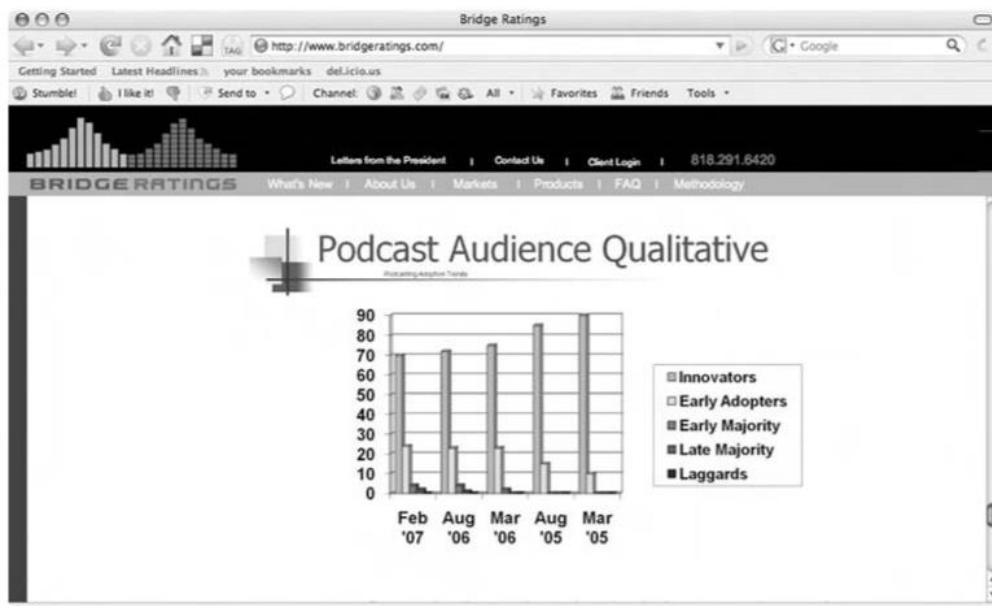 Bridge Ratings
TAG http://www.bridgeratings.com/ G Google
Getting Started Latest Headlines your bookmarks del.icio.us
Stumble! I like it! Send to Channel: All Favorites Friends Tools
Letters from the President | Contact Us | Client Login | 818.291.6420
BRIDGE RATINGS What's New | About Us | Markets | Products | FAQ | Methodology
Podcast Audience Qualitative
Podcasting Adoption Trends
90
80
70
60
50
40
30
20
10
0
Feb Aug Mar Aug Mar
'07 '06 '06 '05 '05
Innovators
Early Adopters
Early Majority
Late Majority
Laggards